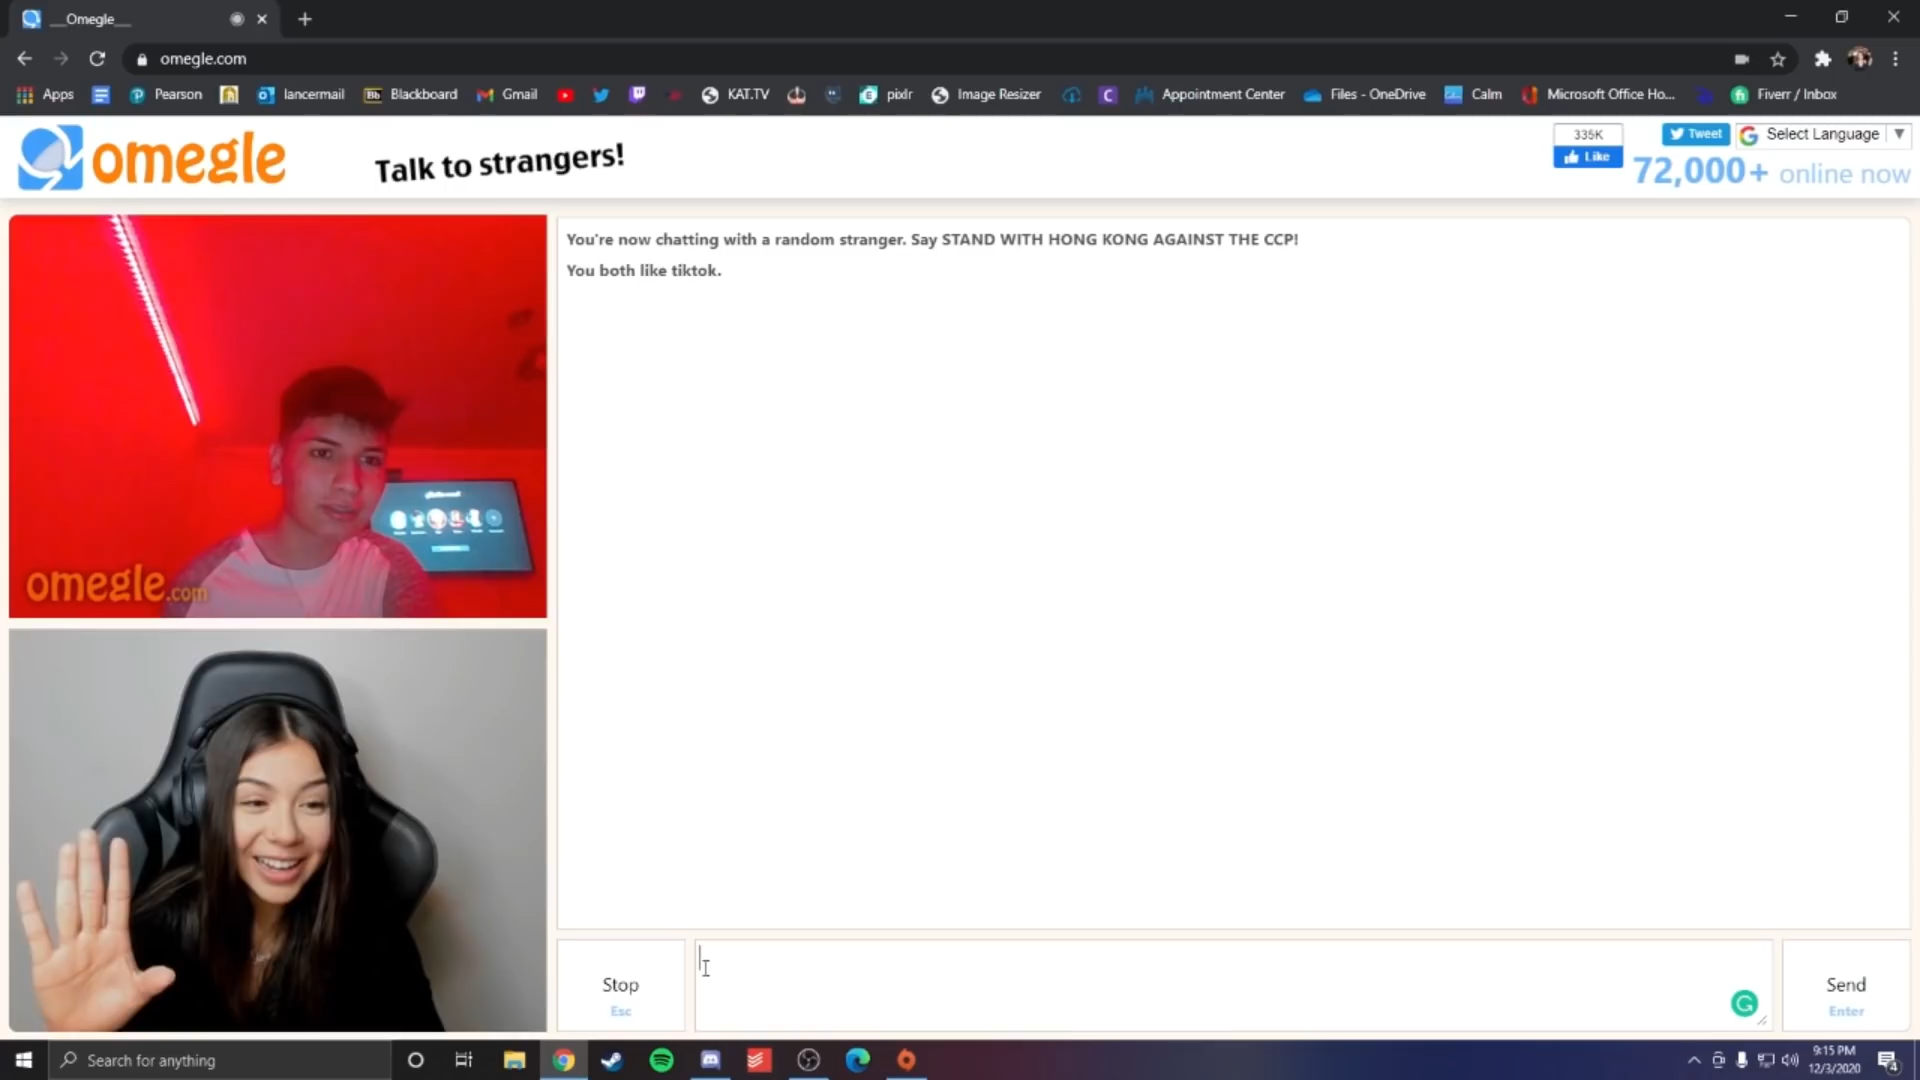 __Omegle__
omegle.com
Apps
Pearson
lancermail
Bb
Blackboard
Gmail
KAT.TV
pixlr
C
Image Resizer
Appointment Center
Files - OneDrive
Calm
Microsoft Office Ho...
Fiverr / Inbox
omegle
Talk to strangers!
335K
Like
Tweet
Select Language
72,000+ online now
You're now chatting with a random stranger. Say STAND WITH HONG KONG AGAINST THE CCP!
You both like tiktok.
omegle.com
Stop
Esc
Send
Enter
Search for anything
9:15 PM
12/3/2020
4